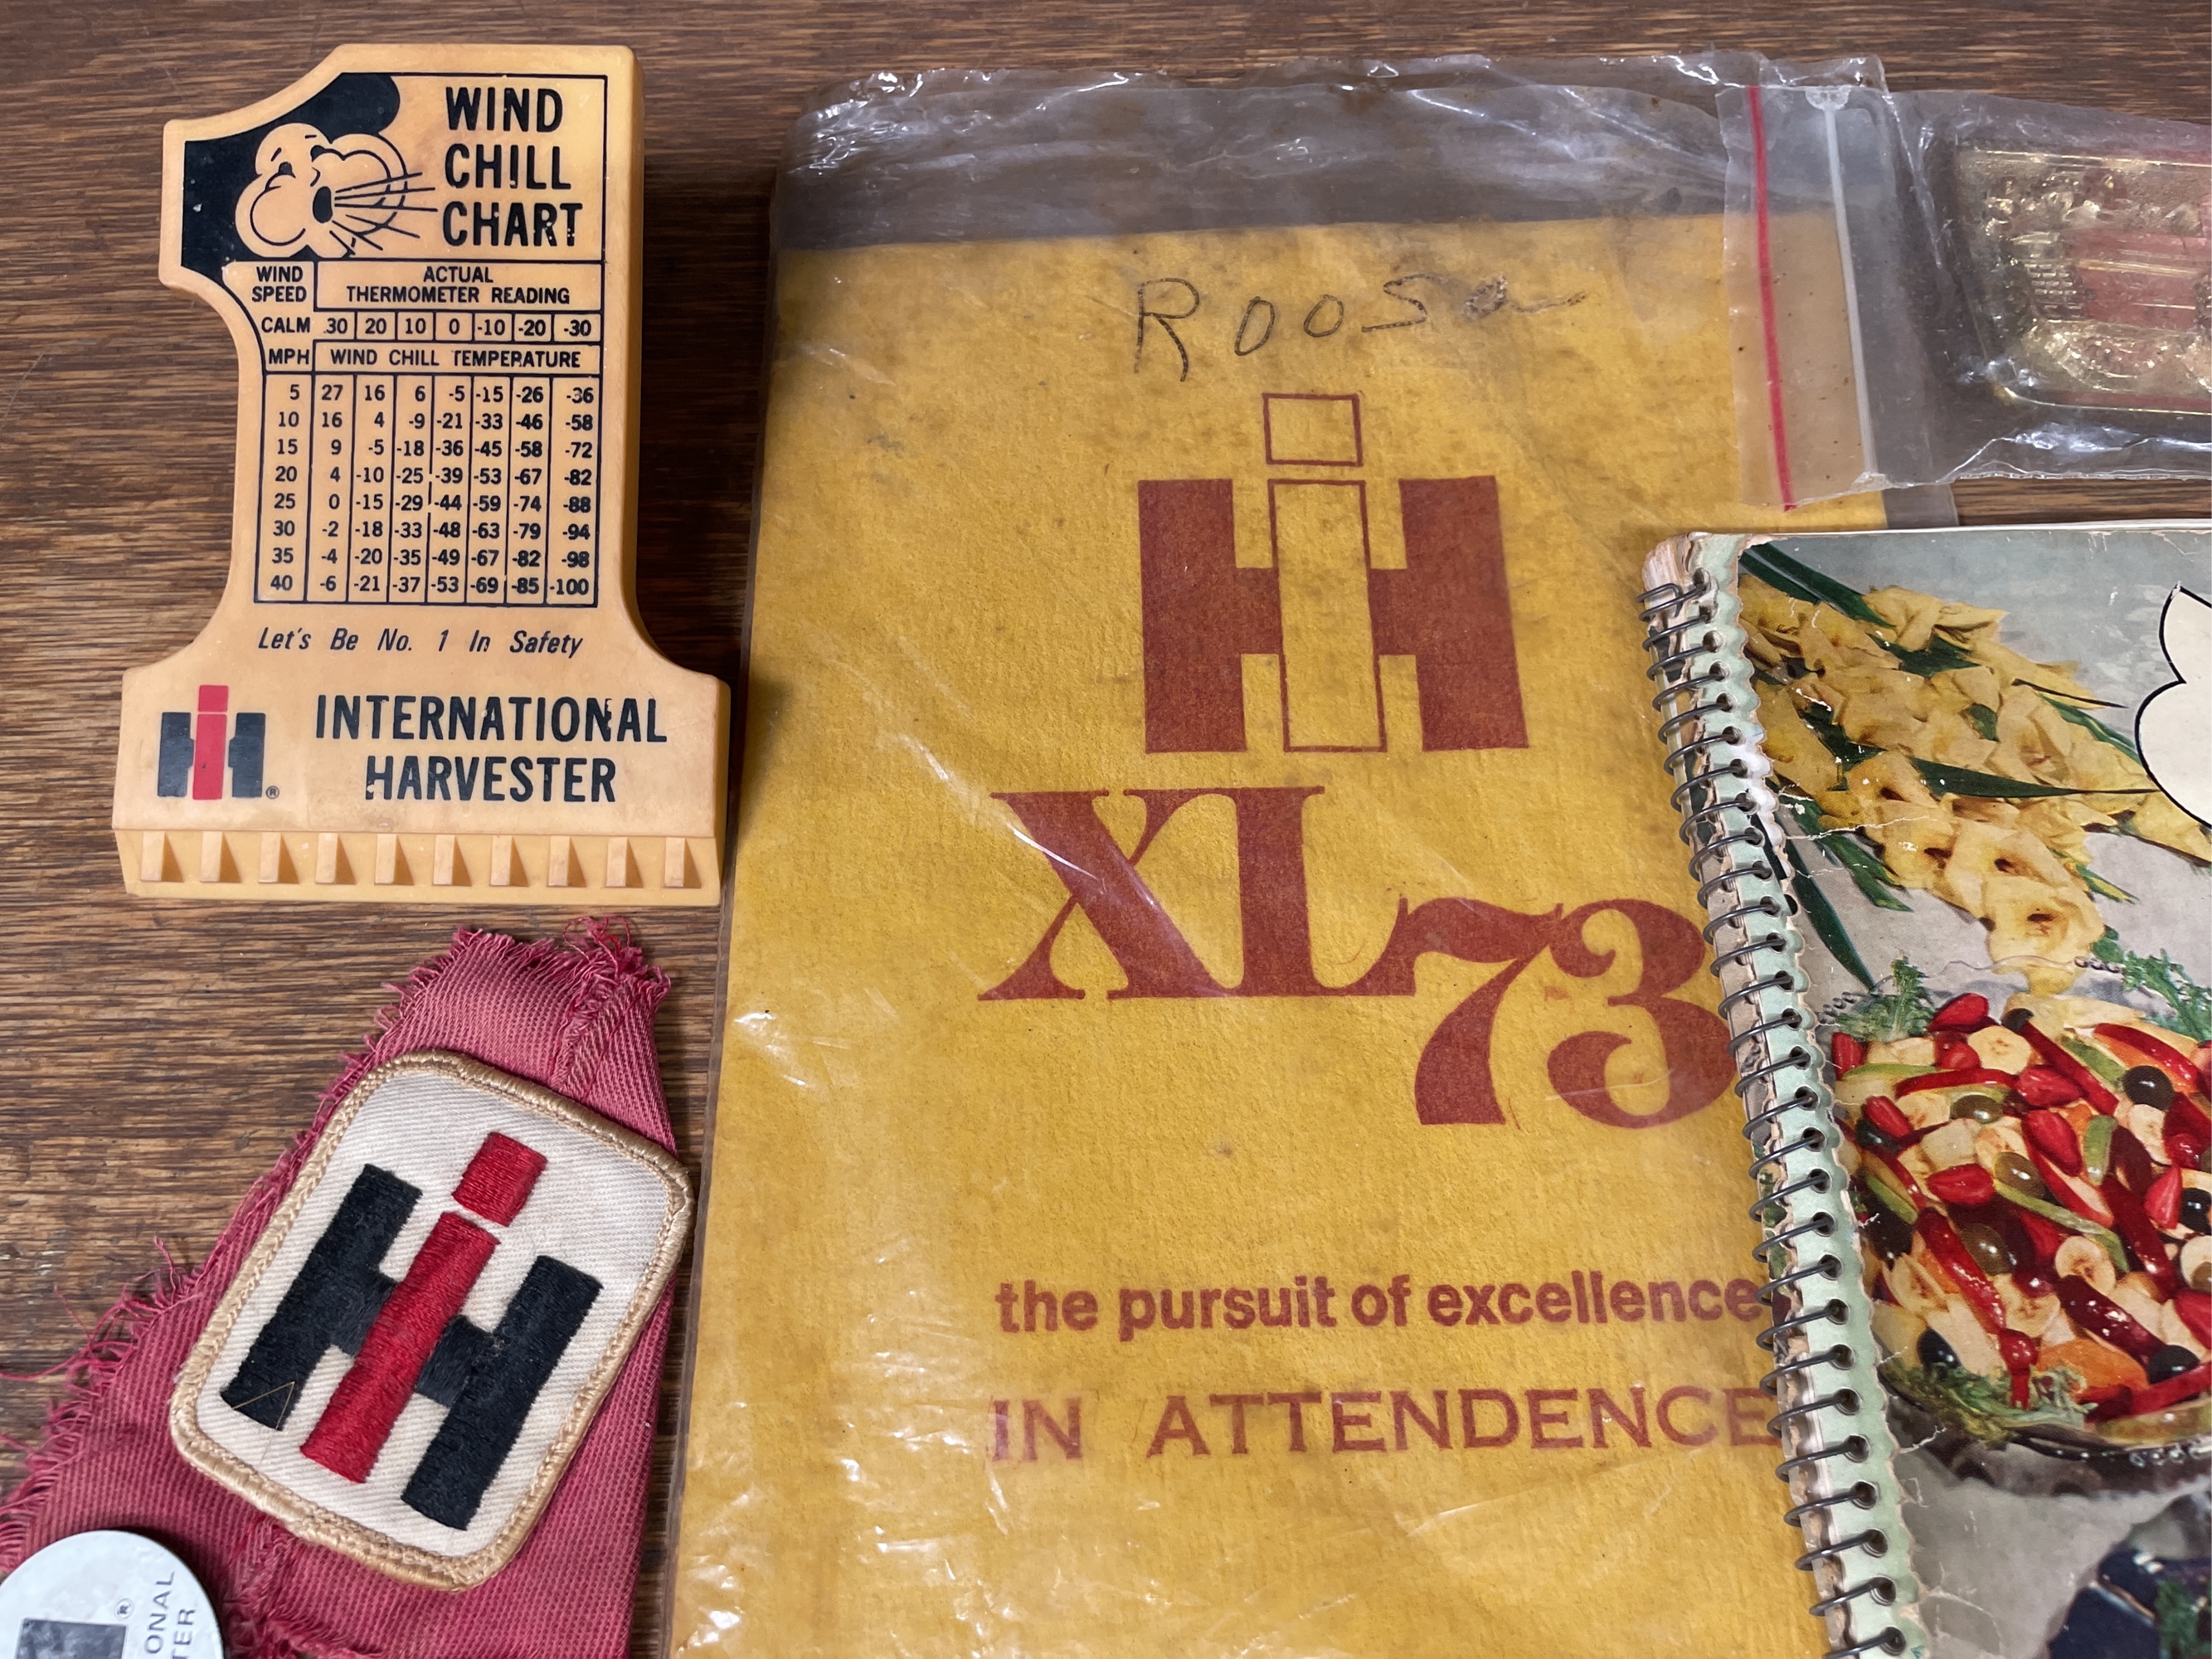 WIND
CHILL
CHART
WIND SPEED
ACTUAL THERMOMETER READING
CALM 30 20 10 0 -10 -20 -30
MPH WIND CHILL TEMPERATURE
5 27 16 6 -5 -15 -26 -36
10 16 4 -9 -21 -33 -46 -58
15 9 -5 -18 -36 -45 -58 -72
20 4 -10 -25 -39 -53 -67 -82
25 0 -15 -29 -44 -59 -74 -88
30 -2 -18 -33 -48 -63 -79 -94
35 -4 -20 -35 -49 -67 -82 -98
40 -6 -21 -37 -53 -69 -85 -100
Let's Be No. 1 In Safety
IH®
INTERNATIONAL
HARVESTER
IH
®
ONAL
TER
Roosa
IH
XL73
the pursuit of excellence
IN ATTENDENCE